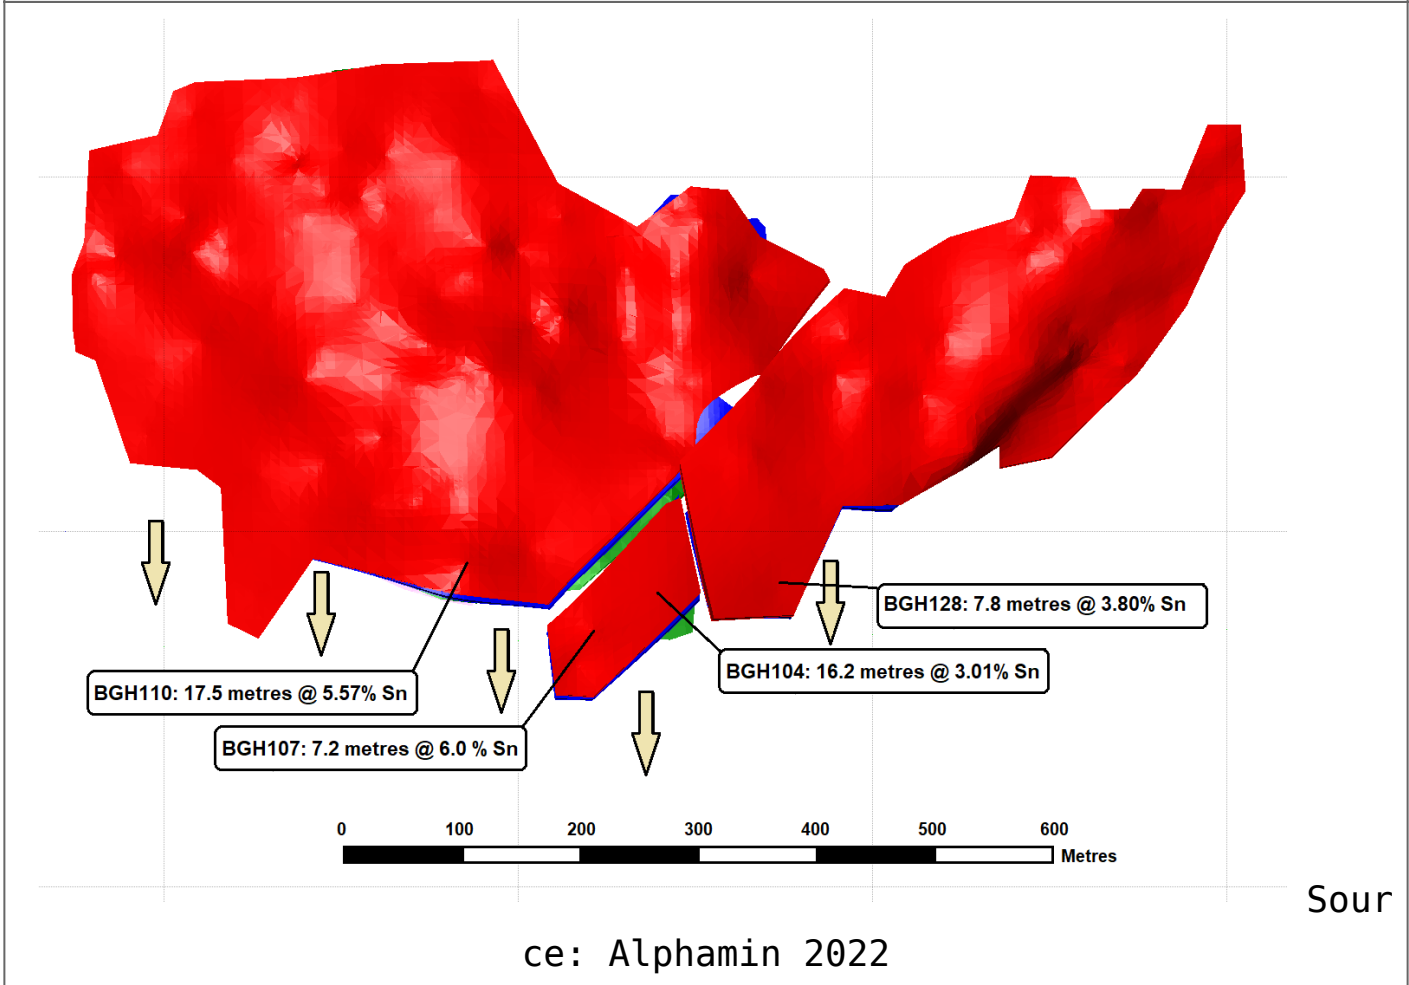 BGH128: 7.8 metres @ 3.80% Sn
BGH104: 16.2 metres @ 3.01% Sn
BGH110: 17.5 metres @ 5.57% Sn
BGH107: 7.2 metres @ 6.0 % Sn
0 100 200 300 400 500 600
Metres
Sour
ce: Alphamin 2022